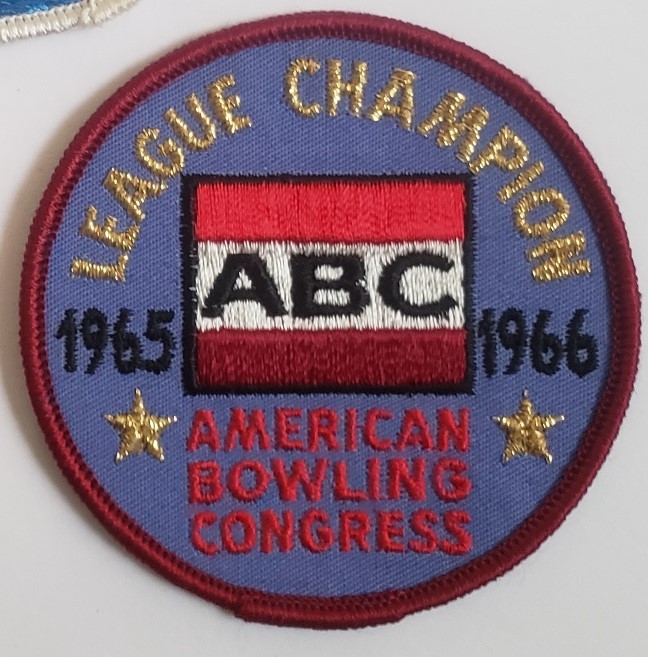 LEAGUE CHAMPION
ABC
1965 1966
AMERICAN
BOWLING
CONGRESS